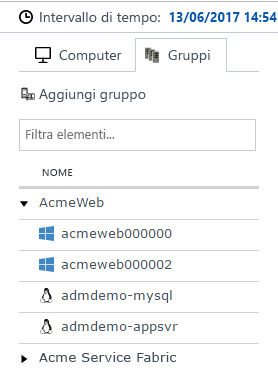 Intervallo di tempo: 13/06/2017 14:54
Computer Gruppi
Aggiungi gruppo
Filtra elementi...
NOME
AcmeWeb
acmeweb000000
acmeweb000002
admdemo-mysql
admdemo-appsvr
Acme Service Fabric